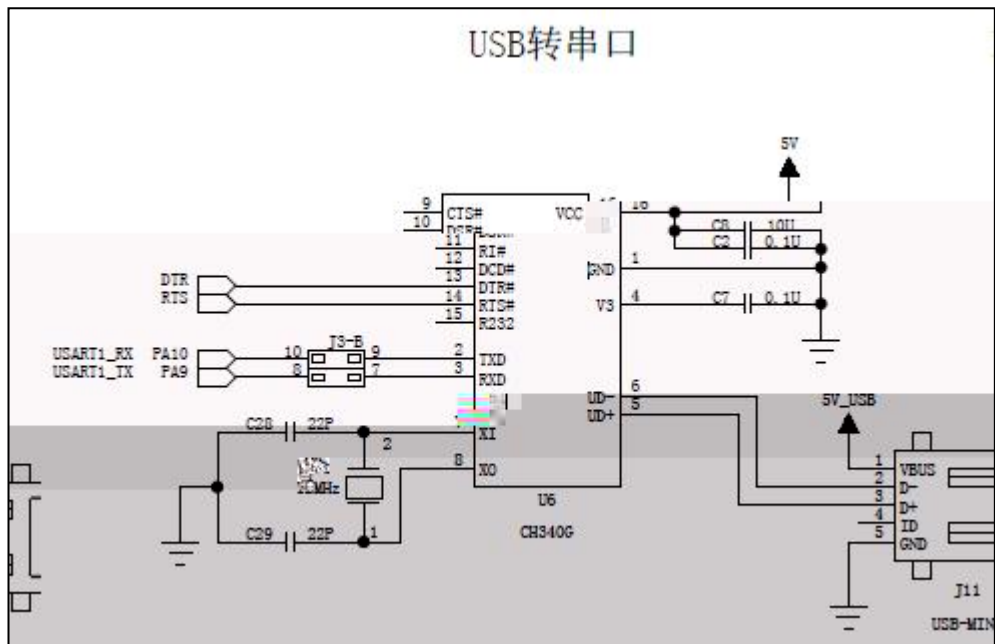 USB转串口
5V
9 CTS# VCC 16
10
11 RI# C8 10U
12 DCD# C2 0.1U
DTR 13 DTR# GND 1
RTS 14 RTS# V3 4 C7 0.1U
15 R232
J3-B
USART1_RX PA10 10 9 2 TXD
USART1_TX PA9 8 7 3 RXD
UD- 6
UD+ 5
5V_USB
C28 22P 2 XI
8 XO
C29 22P 1
U6
CH340G
1 VBUS
2 D-
3 D+
4 ID
5 GND
J11
USB-MIN